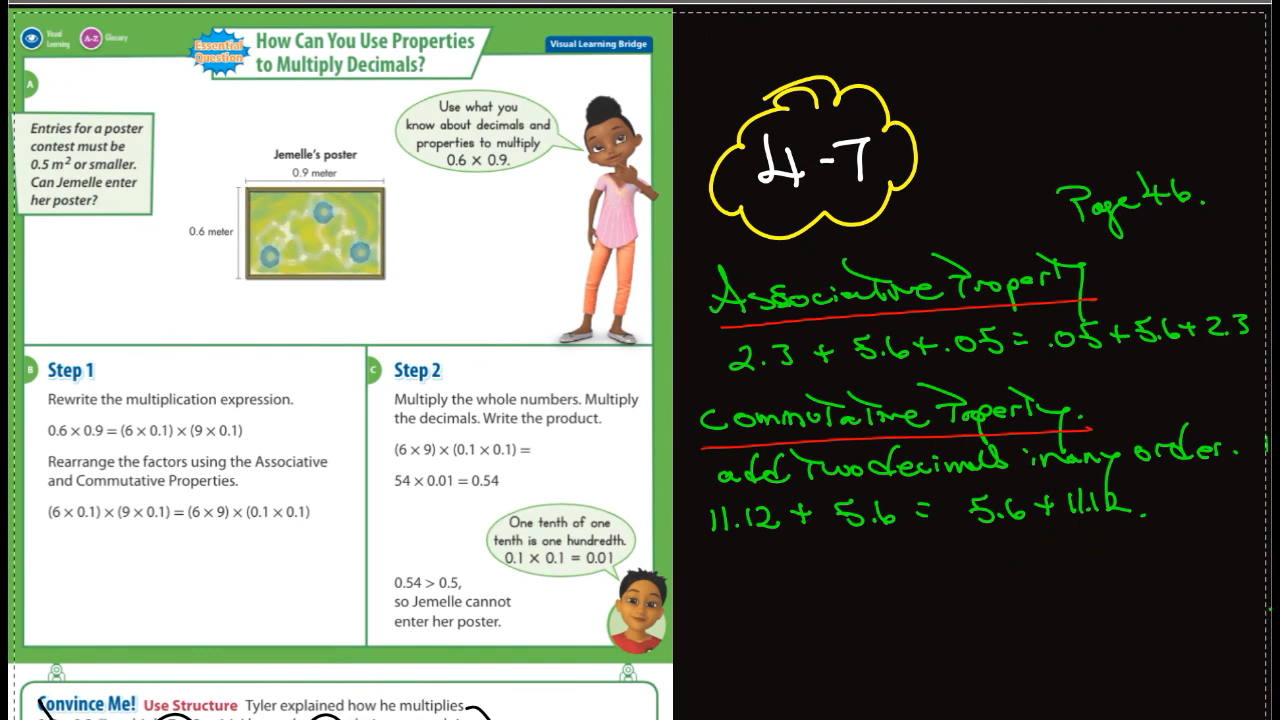 Visual
Learning
A-Z Glossary
Essential
Question
How Can You Use Properties
to Multiply Decimals?
Visual Learning Bridge
A
Entries for a poster
contest must be
0.5 m² or smaller.
Can Jemelle enter
her poster?
Jemelle's poster
0.9 meter
0.6 meter
Use what you
know about decimals and
properties to multiply
0.6 × 0.9.
B Step 1
Rewrite the multiplication expression.
0.6 × 0.9 = (6 × 0.1) × (9 × 0.1)
Rearrange the factors using the Associative
and Commutative Properties.
(6 × 0.1) × (9 × 0.1) = (6 × 9) × (0.1 × 0.1)
C Step 2
Multiply the whole numbers. Multiply
the decimals. Write the product.
(6 × 9) × (0.1 × 0.1) =
54 × 0.01 = 0.54
One tenth of one
tenth is one hundredth.
0.1 × 0.1 = 0.01
0.54 > 0.5,
so Jemelle cannot
enter her poster.
Convince Me! Use Structure Tyler explained how he multiplies
4-7
Page 46.
Associative Property
2.3 + 5.6 + .05 = .05 + 5.6 + 2.3
Commutative Property.
add Two decimals in any order.
11.12 + 5.6 = 5.6 + 11.12.